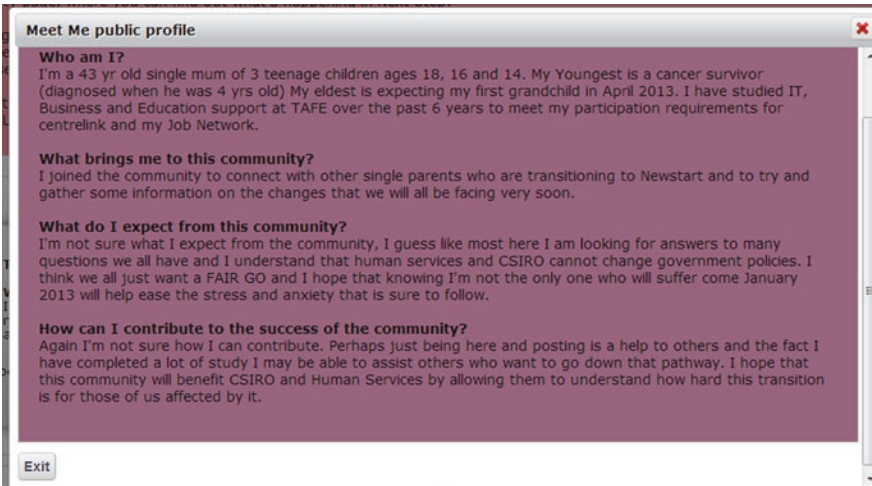 Meet Me public profile
Who am I?
I'm a 43 yr old single mum of 3 teenage children ages 18, 16 and 14. My Youngest is a cancer survivor
(diagnosed when he was 4 yrs old) My eldest is expecting my first grandchild in April 2013. I have studied IT,
Business and Education support at TAFE over the past 6 years to meet my participation requirements for
centrelink and my Job Network.
What brings me to this community?
I joined the community to connect with other single parents who are transitioning to Newstart and to try and
gather some information on the changes that we will all be facing very soon.
What do I expect from this community?
I'm not sure what I expect from the community, I guess like most here I am looking for answers to many
questions we all have and I understand that human services and CSIRO cannot change government policies. I
think we all just want a FAIR GO and I hope that knowing I'm not the only one who will suffer come January
2013 will help ease the stress and anxiety that is sure to follow.
How can I contribute to the success of the community?
Again I'm not sure how I can contribute. Perhaps just being here and posting is a help to others and the fact I
have completed a lot of study I may be able to assist others who want to go down that pathway. I hope that
this community will benefit CSIRO and Human Services by allowing them to understand how hard this transition
is for those of us affected by it.
Exit